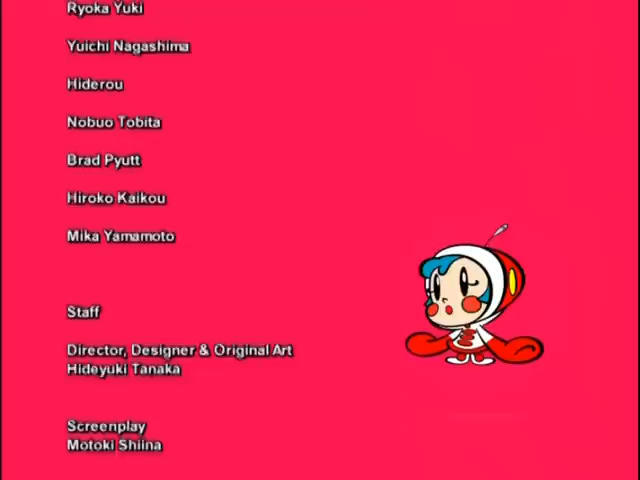 Ryoka Yuki
Yuichi Nagashima
Hiderou
Nobuo Tobita
Brad Pyutt
Hiroko Kaikou
Mika Yamamoto
Staff
Director, Designer & Original Art
Hideyuki Tanaka
Screenplay
Motoki Shiina